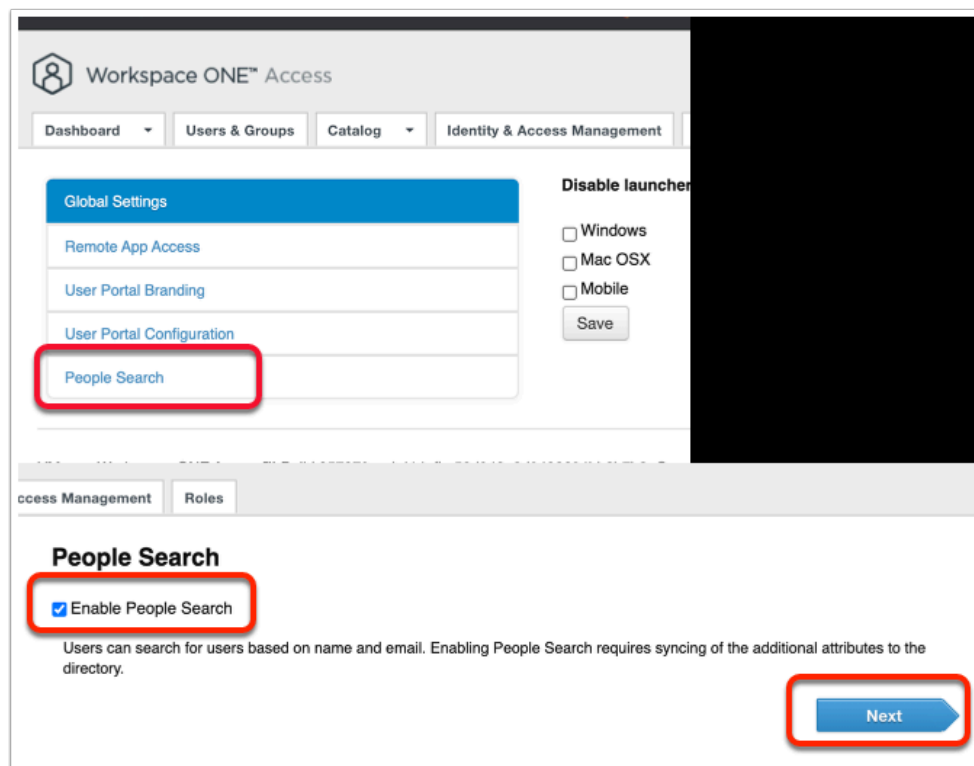 Workspace ONE™ Access
Dashboard
Users & Groups
Catalog
Identity & Access Management
Global Settings
Disable launcher
Remote App Access
Windows
User Portal Branding
Mac OSX
Mobile
User Portal Configuration
Save
People Search
ccess Management
Roles
People Search
Enable People Search
Users can search for users based on name and email. Enabling People Search requires syncing of the additional attributes to the
directory.
Next